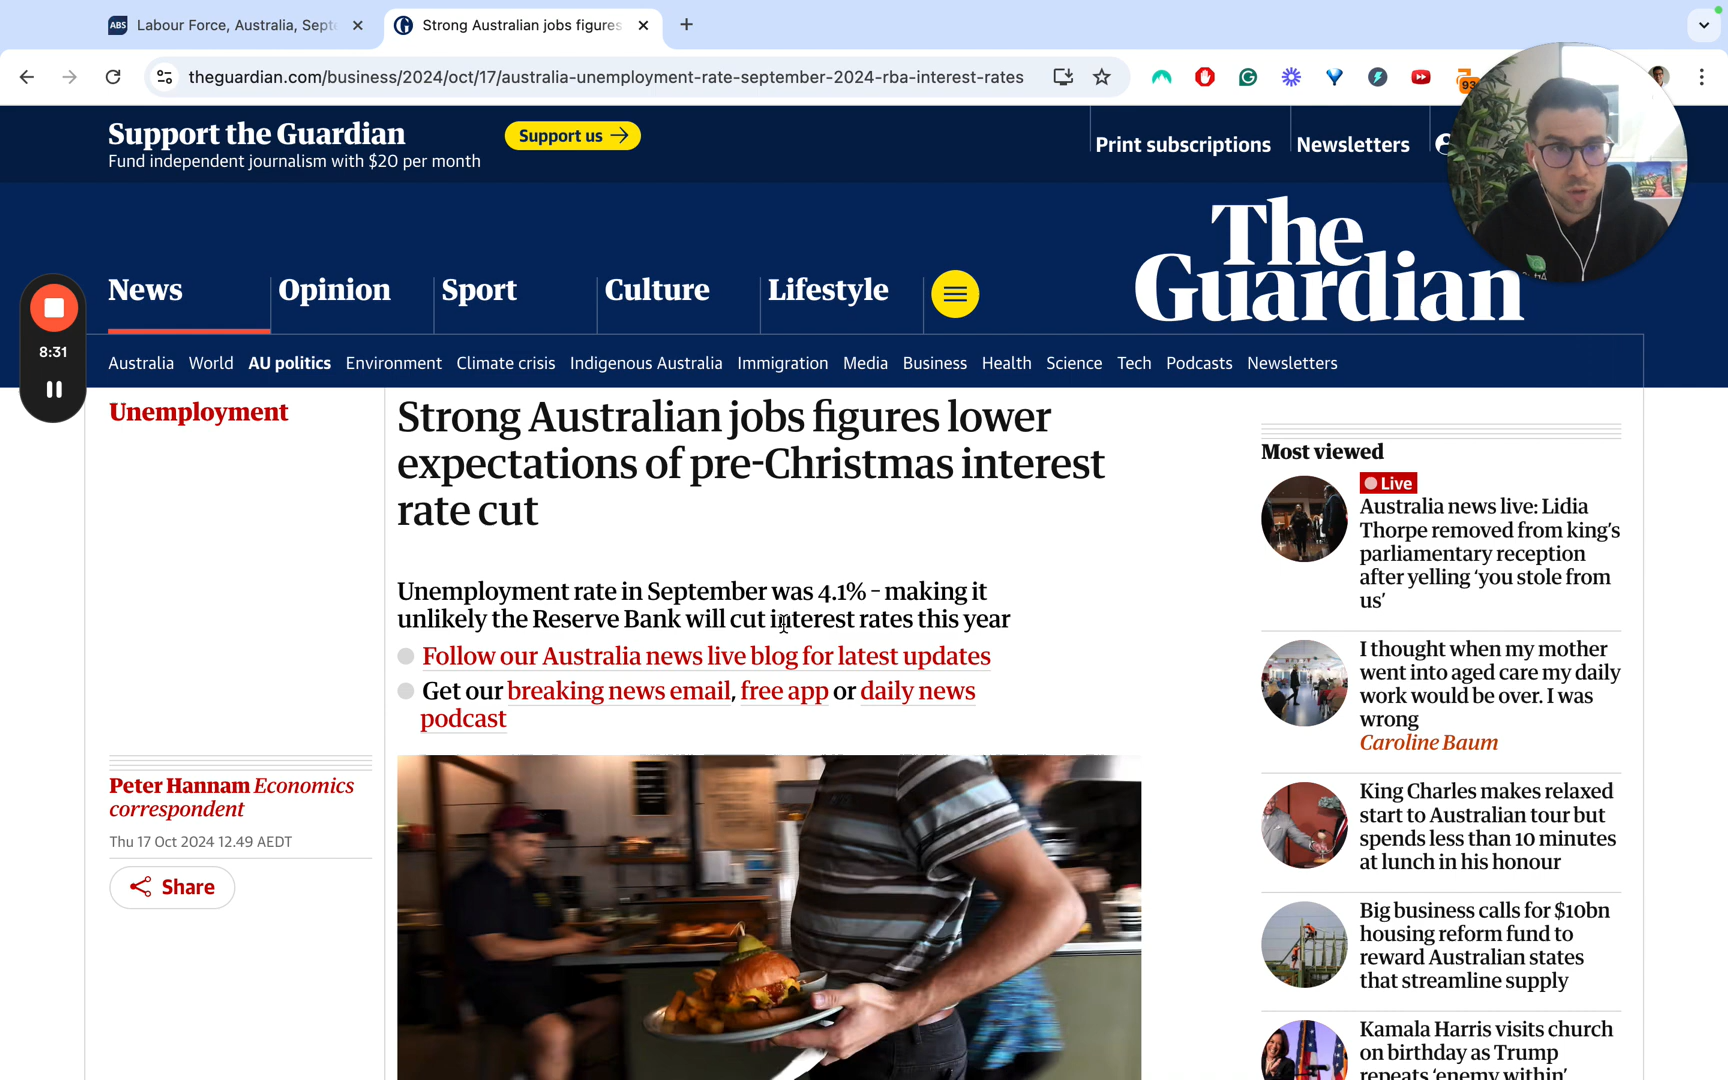 ABS
Labour Force, Australia, Septe
Strong Australian jobs figures
theguardian.com/business/2024/oct/17/australia-unemployment-rate-september-2024-rba-interest-rates
93
Support the Guardian
Fund independent journalism with $20 per month
Support us
Print subscriptions
Newsletters
The
Guardian
News
Opinion
Sport
Culture
Lifestyle
8:31
Australia
World
AU politics
Environment
Climate crisis
Indigenous Australia
Immigration
Media
Business
Health
Science
Tech
Podcasts
Newsletters
Unemployment
Strong Australian jobs figures lower
expectations of pre-Christmas interest
rate cut
Unemployment rate in September was 4.1% – making it
unlikely the Reserve Bank will cut interest rates this year
Follow our Australia news live blog for latest updates
Get our breaking news email, free app or daily news
podcast
Peter Hannam Economics
correspondent
Thu 17 Oct 2024 12.49 AEDT
Share
Most viewed
Live
Australia news live: Lidia
Thorpe removed from king's
parliamentary reception
after yelling 'you stole from
us'
I thought when my mother
went into aged care my daily
work would be over. I was
wrong
Caroline Baum
King Charles makes relaxed
start to Australian tour but
spends less than 10 minutes
at lunch in his honour
Big business calls for $10bn
housing reform fund to
reward Australian states
that streamline supply
Kamala Harris visits church
on birthday as Trump
repeats 'enemy within'